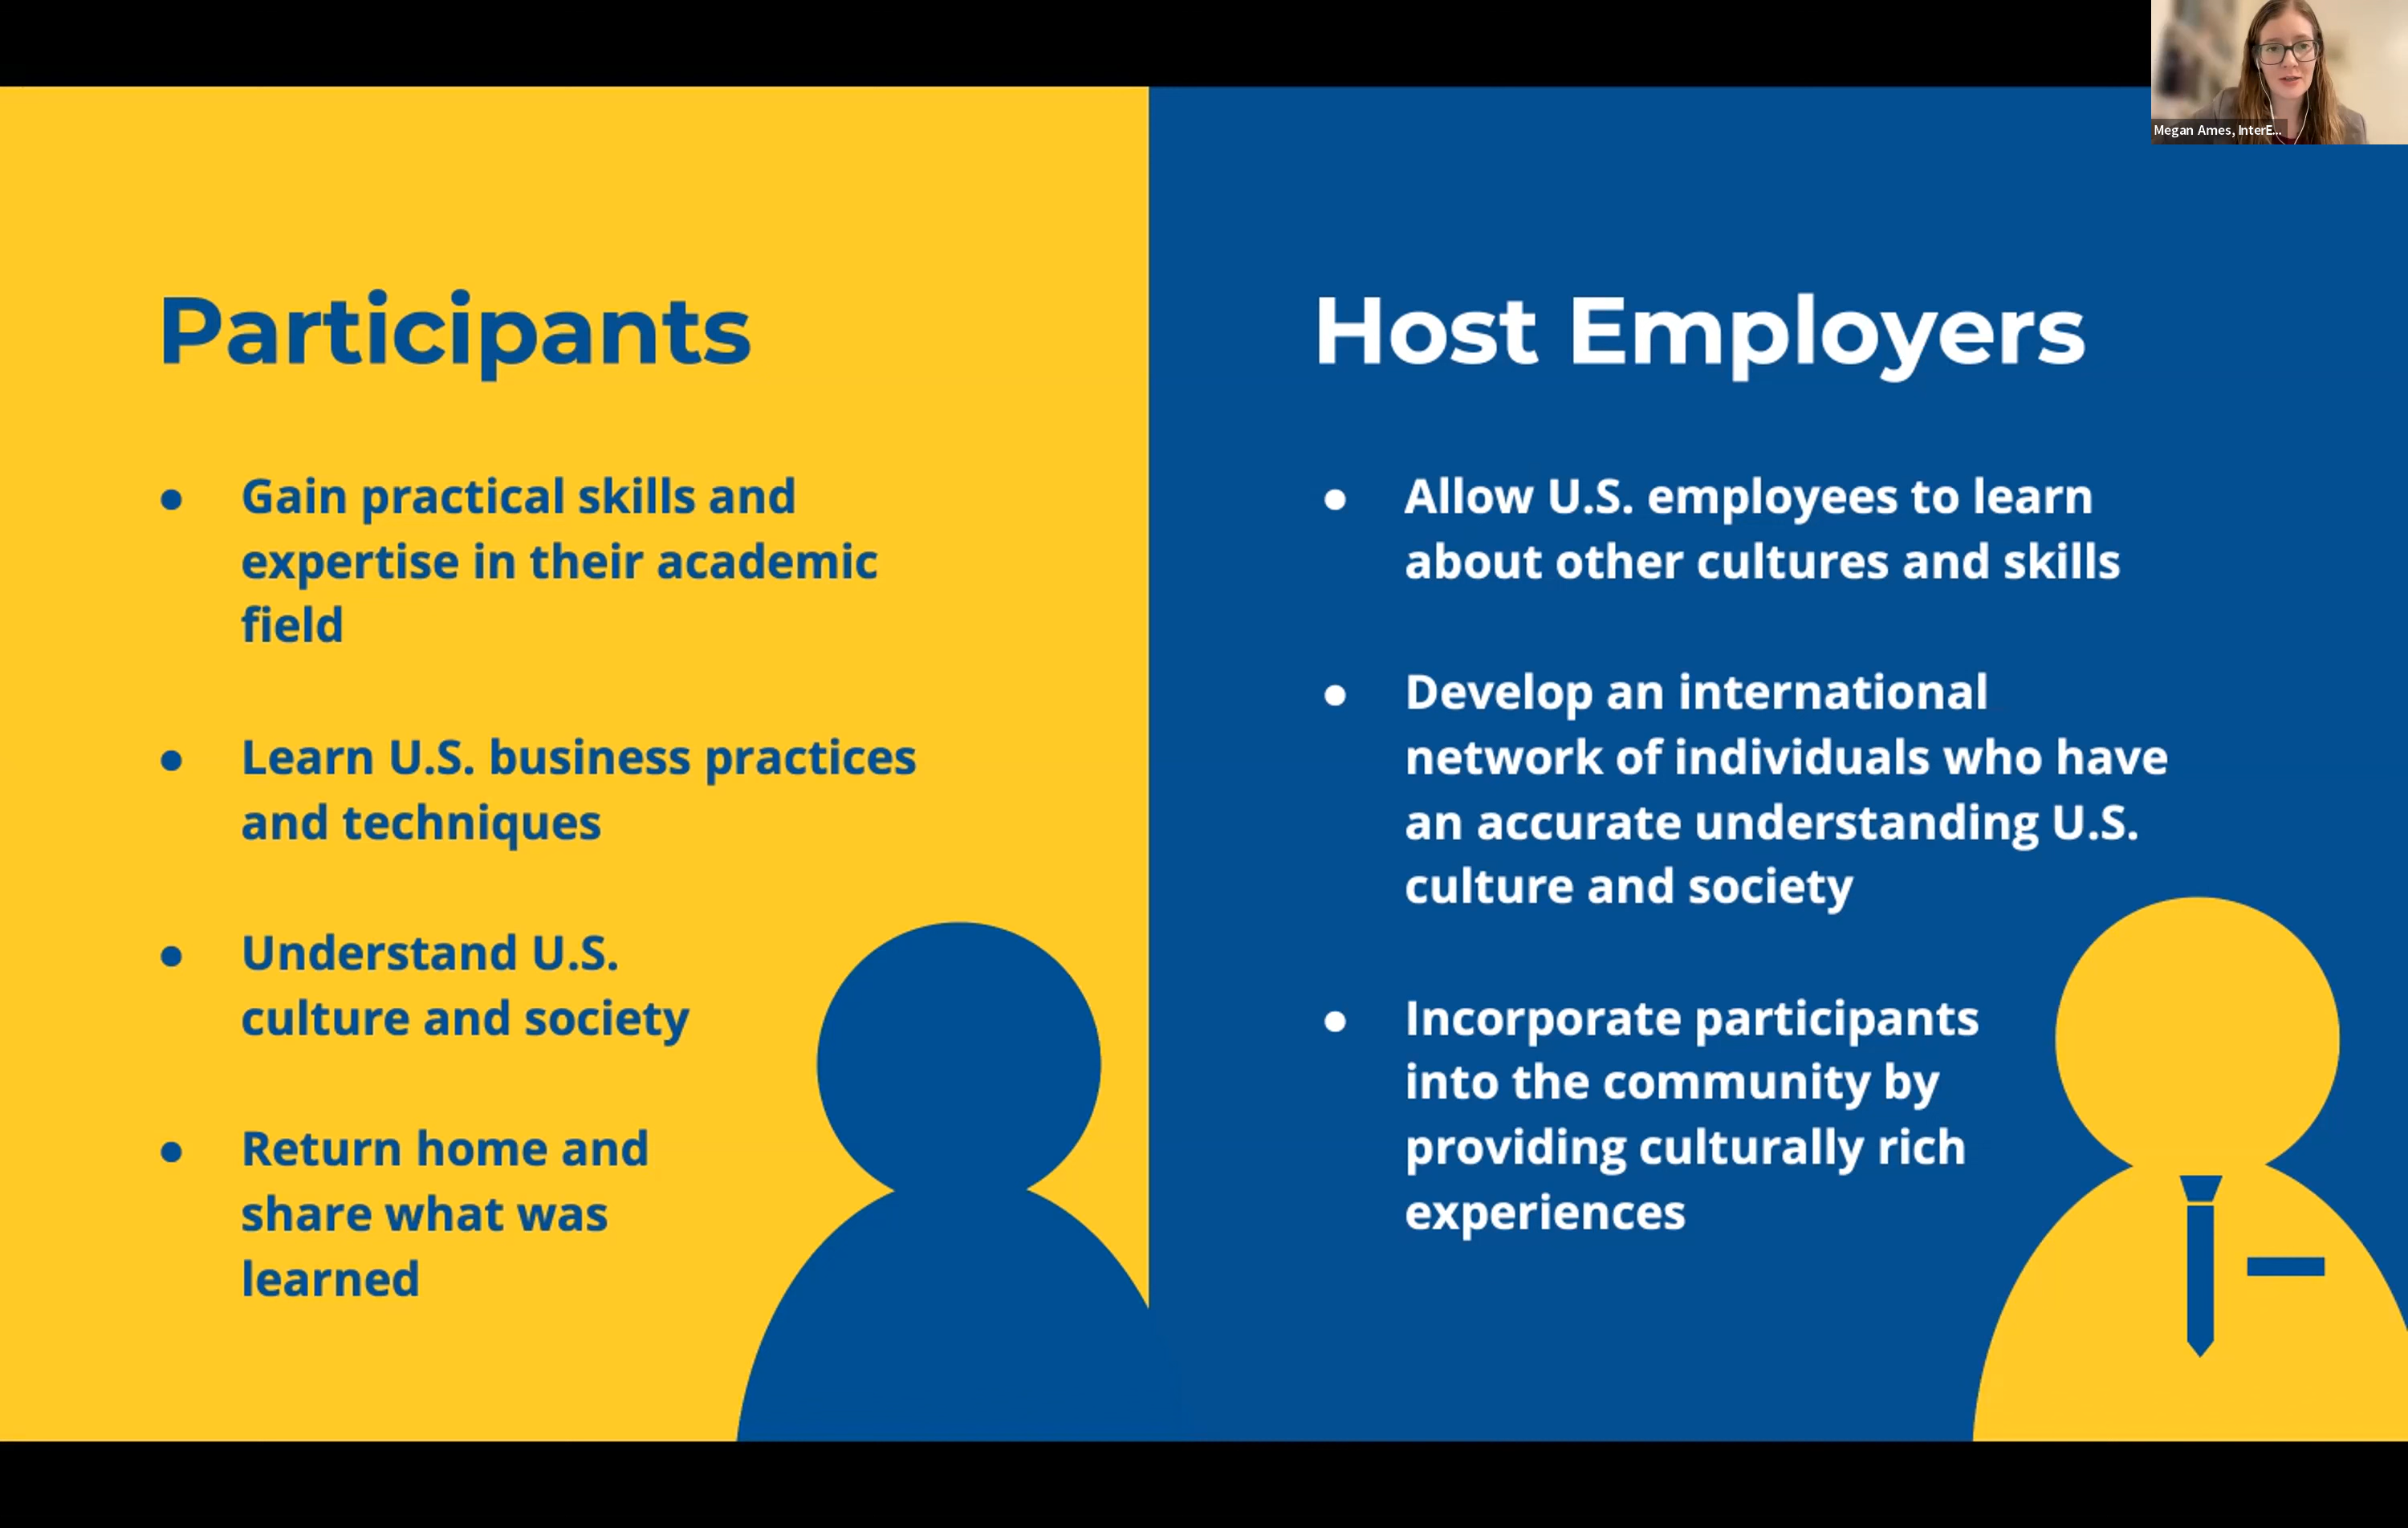 Megan Ames, InterE...
Participants
● Gain practical skills and
expertise in their academic
field
● Learn U.S. business practices
and techniques
● Understand U.S.
culture and society
● Return home and
share what was
learned
Host Employers
● Allow U.S. employees to learn
about other cultures and skills
● Develop an international
network of individuals who have
an accurate understanding U.S.
culture and society
● Incorporate participants
into the community by
providing culturally rich
experiences